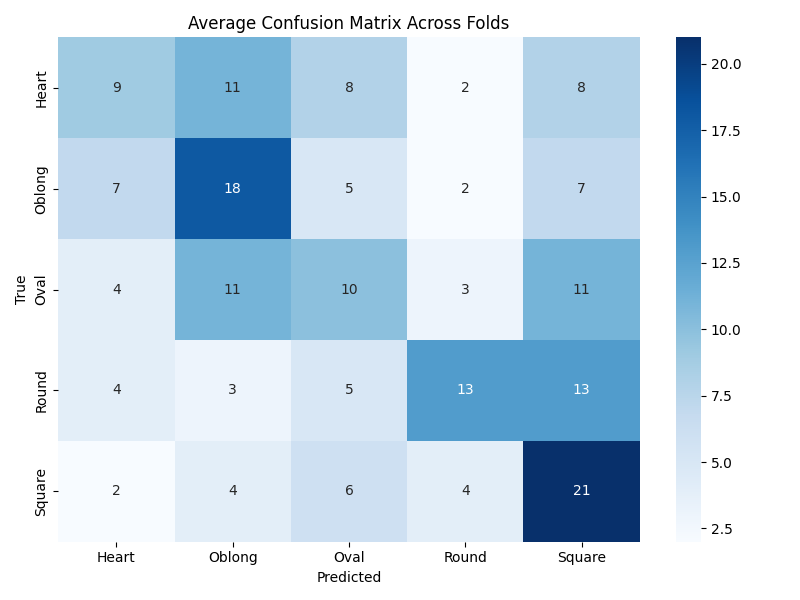 Average Confusion Matrix Across Folds
True
Heart 9 11 8 2 8
Oblong 7 18 5 2 7
Oval 4 11 10 3 11
Round 4 3 5 13 13
Square 2 4 6 4 21
Heart Oblong Oval Round Square
Predicted
20.0
17.5
15.0
12.5
10.0
7.5
5.0
2.5